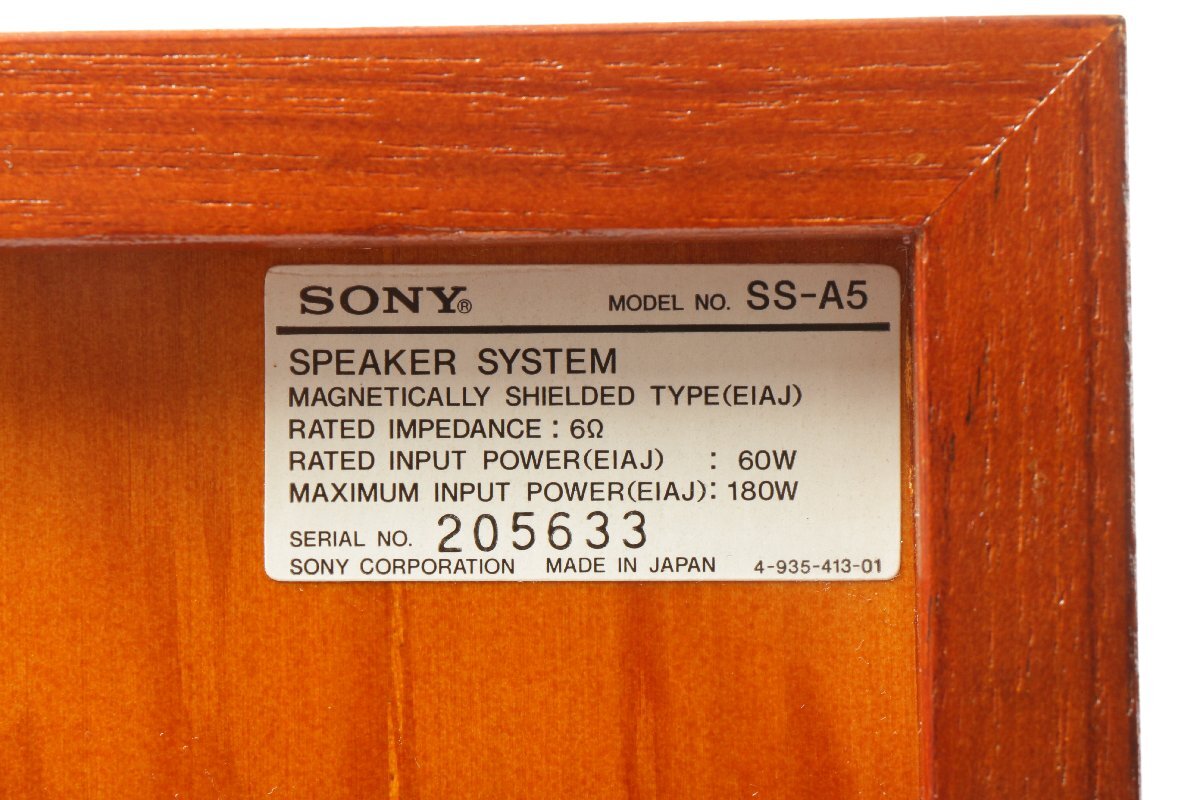 SONY®
MODEL NO. SS-A5
SPEAKER SYSTEM
MAGNETICALLY SHIELDED TYPE(EIAJ)
RATED IMPEDANCE : 6Ω
RATED INPUT POWER(EIAJ) : 60W
MAXIMUM INPUT POWER(EIAJ): 180W
SERIAL NO. 205633
SONY CORPORATION MADE IN JAPAN 4-935-413-01